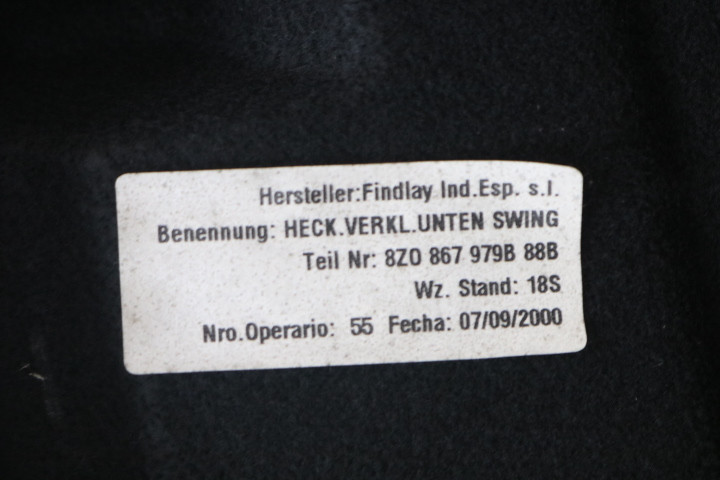 Hersteller:Findlay Ind.Esp. s.l.
Benennung: HECK.VERKL.UNTEN SWING
Teil Nr: 8Z0 867 979B 88B
Wz. Stand: 18S
Nro.Operario: 55 Fecha: 07/09/2000